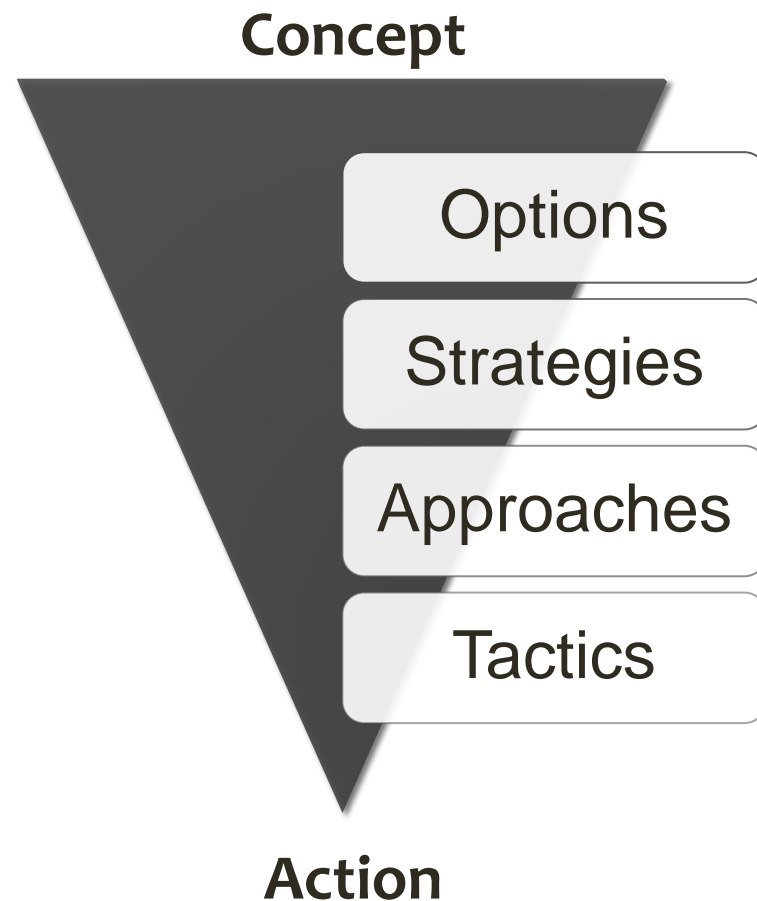 Concept
Options
Strategies
Approaches
Tactics
Action